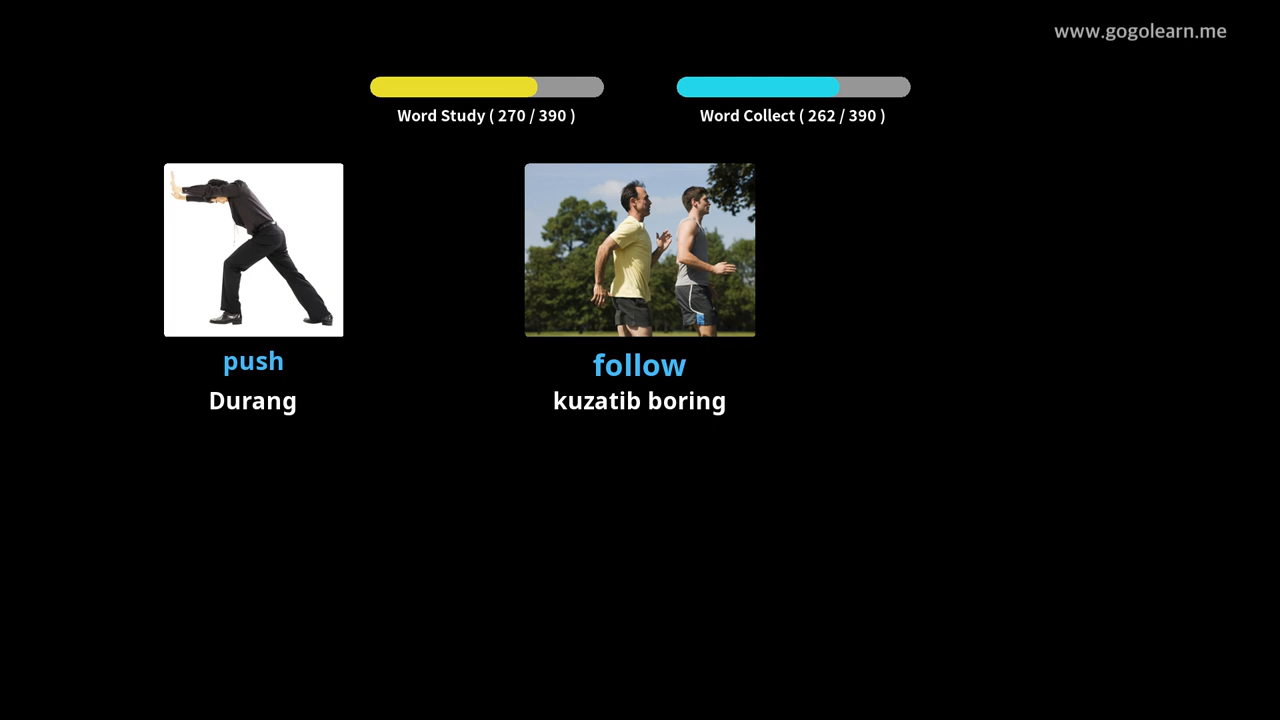 www.gogolearn.me
Word Study ( 270 / 390 )
Word Collect ( 262 / 390 )
push
Durang
follow
kuzatib boring